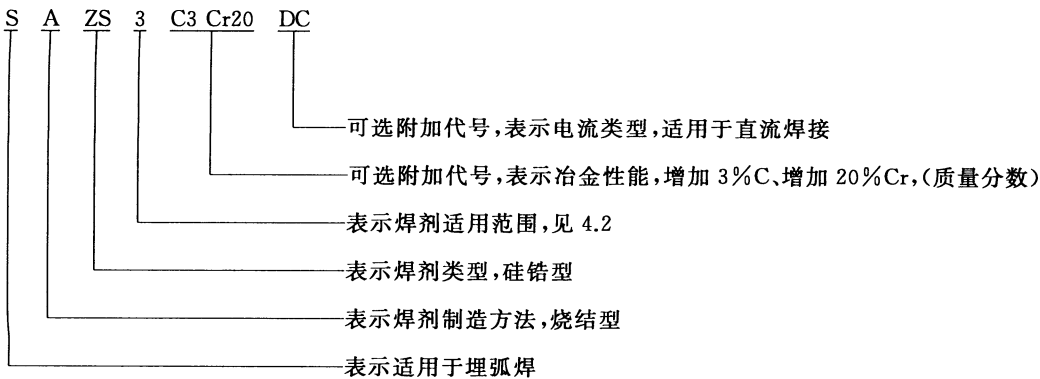 S A ZS 3 C3 Cr20 DC
可选附加代号,表示电流类型,适用于直流焊接
可选附加代号,表示冶金性能,增加 3%C、增加 20%Cr,(质量分数)
表示焊剂适用范围,见 4.2
表示焊剂类型,硅锆型
表示焊剂制造方法,烧结型
表示适用于埋弧焊